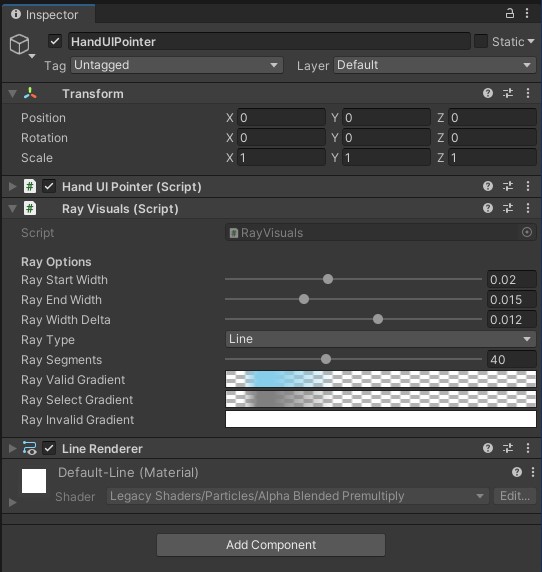 Inspector
HandUIPointer Static
Tag Untagged Layer Default
Transform
Position X 0 Y 0 Z 0
Rotation X 0 Y 0 Z 0
Scale X 1 Y 1 Z 1
# Hand UI Pointer (Script)
# Ray Visuals (Script)
Script # RayVisuals
Ray Options
Ray Start Width 0.02
Ray End Width 0.015
Ray Width Delta 0.012
Ray Type Line
Ray Segments 40
Ray Valid Gradient
Ray Select Gradient
Ray Invalid Gradient
Line Renderer
Default-Line (Material)
Shader Legacy Shaders/Particles/Alpha Blended Premultiply Edit...
Add Component